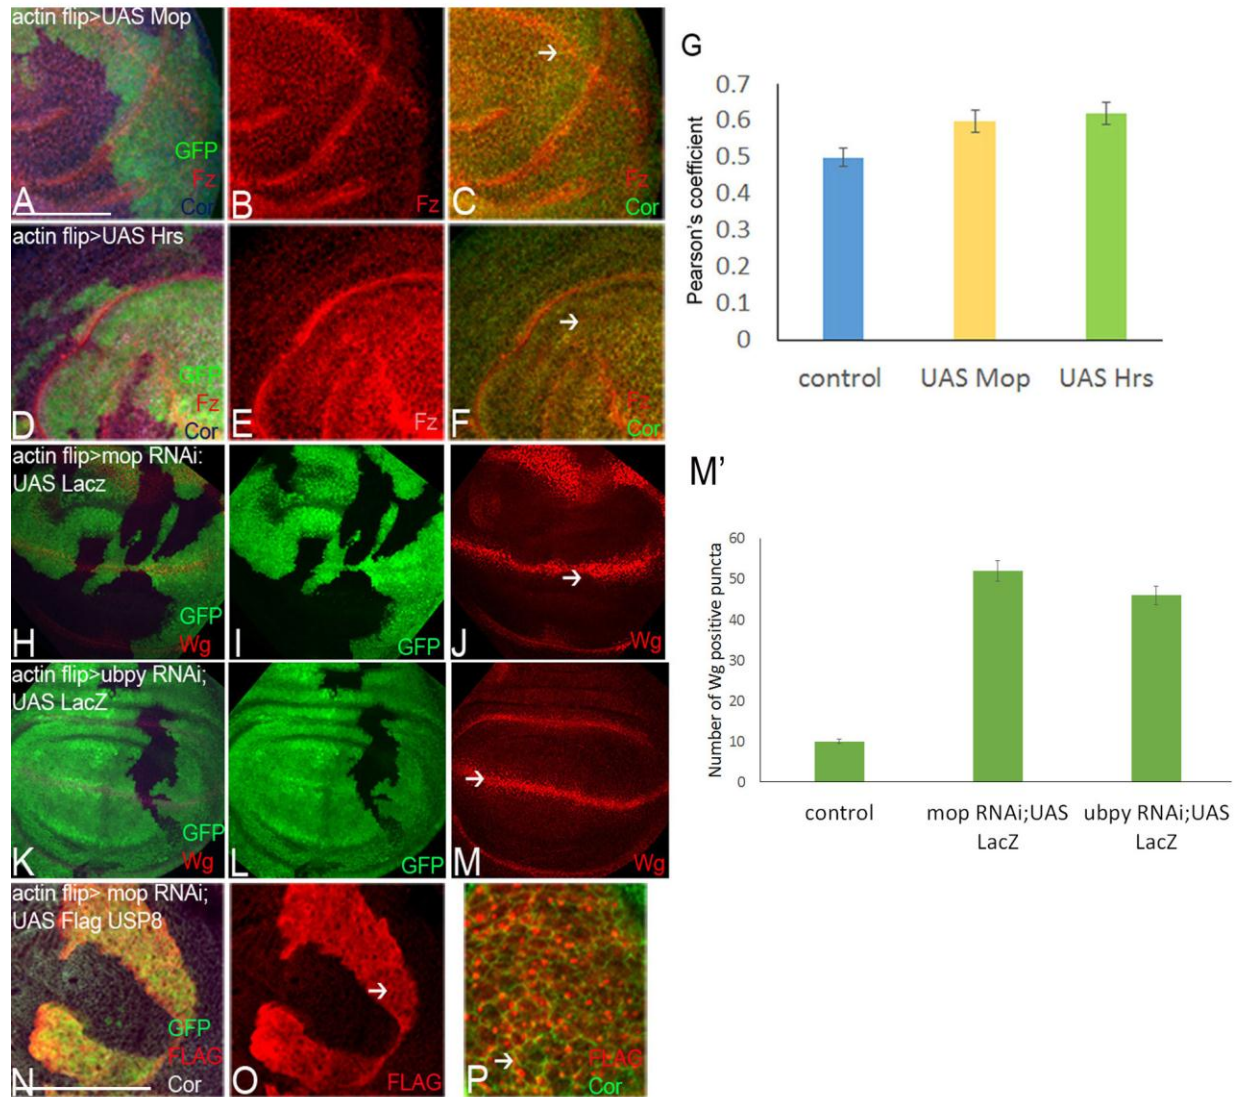 actin flip>UAS Mop
GFP
Fz
Cor
A
B
Fz
C
Fz
Cor
actin flip>UAS Hrs
GFP
Fz
Cor
D
E
Fz
F
Fz
Cor
G
Pearson's coefficient
0.7
0.6
0.5
0.4
0.3
0.2
0.1
0
control
UAS Mop
UAS Hrs
actin flip>mop RNAi:
UAS Lacz
GFP
Wg
H
I
GFP
J
Wg
actin flip>ubpy RNAi;
UAS LacZ
GFP
Wg
K
L
GFP
M
Wg
M'
Number of Wg positive puncta
60
50
40
30
20
10
0
control
mop RNAi;UAS
LacZ
ubpy RNAi;UAS
LacZ
actin flip> mop RNAi;
UAS Flag USP8
GFP
FLAG
Cor
N
O
FLAG
P
FLAG
Cor